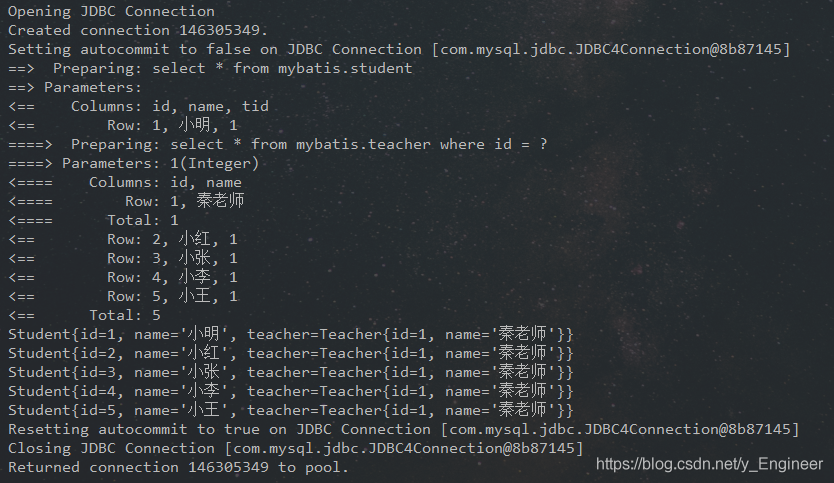 Opening JDBC Connection
Created connection 146305349.
Setting autocommit to false on JDBC Connection [com.mysql.jdbc.JDBC4Connection@8b87145]
==>  Preparing: select * from mybatis.student
==> Parameters:
<==    Columns: id, name, tid
<==        Row: 1, 小明, 1
====>  Preparing: select * from mybatis.teacher where id = ?
====> Parameters: 1(Integer)
<====    Columns: id, name
<====        Row: 1, 秦老师
<====      Total: 1
<==        Row: 2, 小红, 1
<==        Row: 3, 小张, 1
<==        Row: 4, 小李, 1
<==        Row: 5, 小王, 1
<==      Total: 5
Student{id=1, name='小明', teacher=Teacher{id=1, name='秦老师'}}
Student{id=2, name='小红', teacher=Teacher{id=1, name='秦老师'}}
Student{id=3, name='小张', teacher=Teacher{id=1, name='秦老师'}}
Student{id=4, name='小李', teacher=Teacher{id=1, name='秦老师'}}
Student{id=5, name='小王', teacher=Teacher{id=1, name='秦老师'}}
Resetting autocommit to true on JDBC Connection [com.mysql.jdbc.JDBC4Connection@8b87145]
Closing JDBC Connection [com.mysql.jdbc.JDBC4Connection@8b87145]
Returned connection 146305349 to pool.
https://blog.csdn.net/y_Engineer